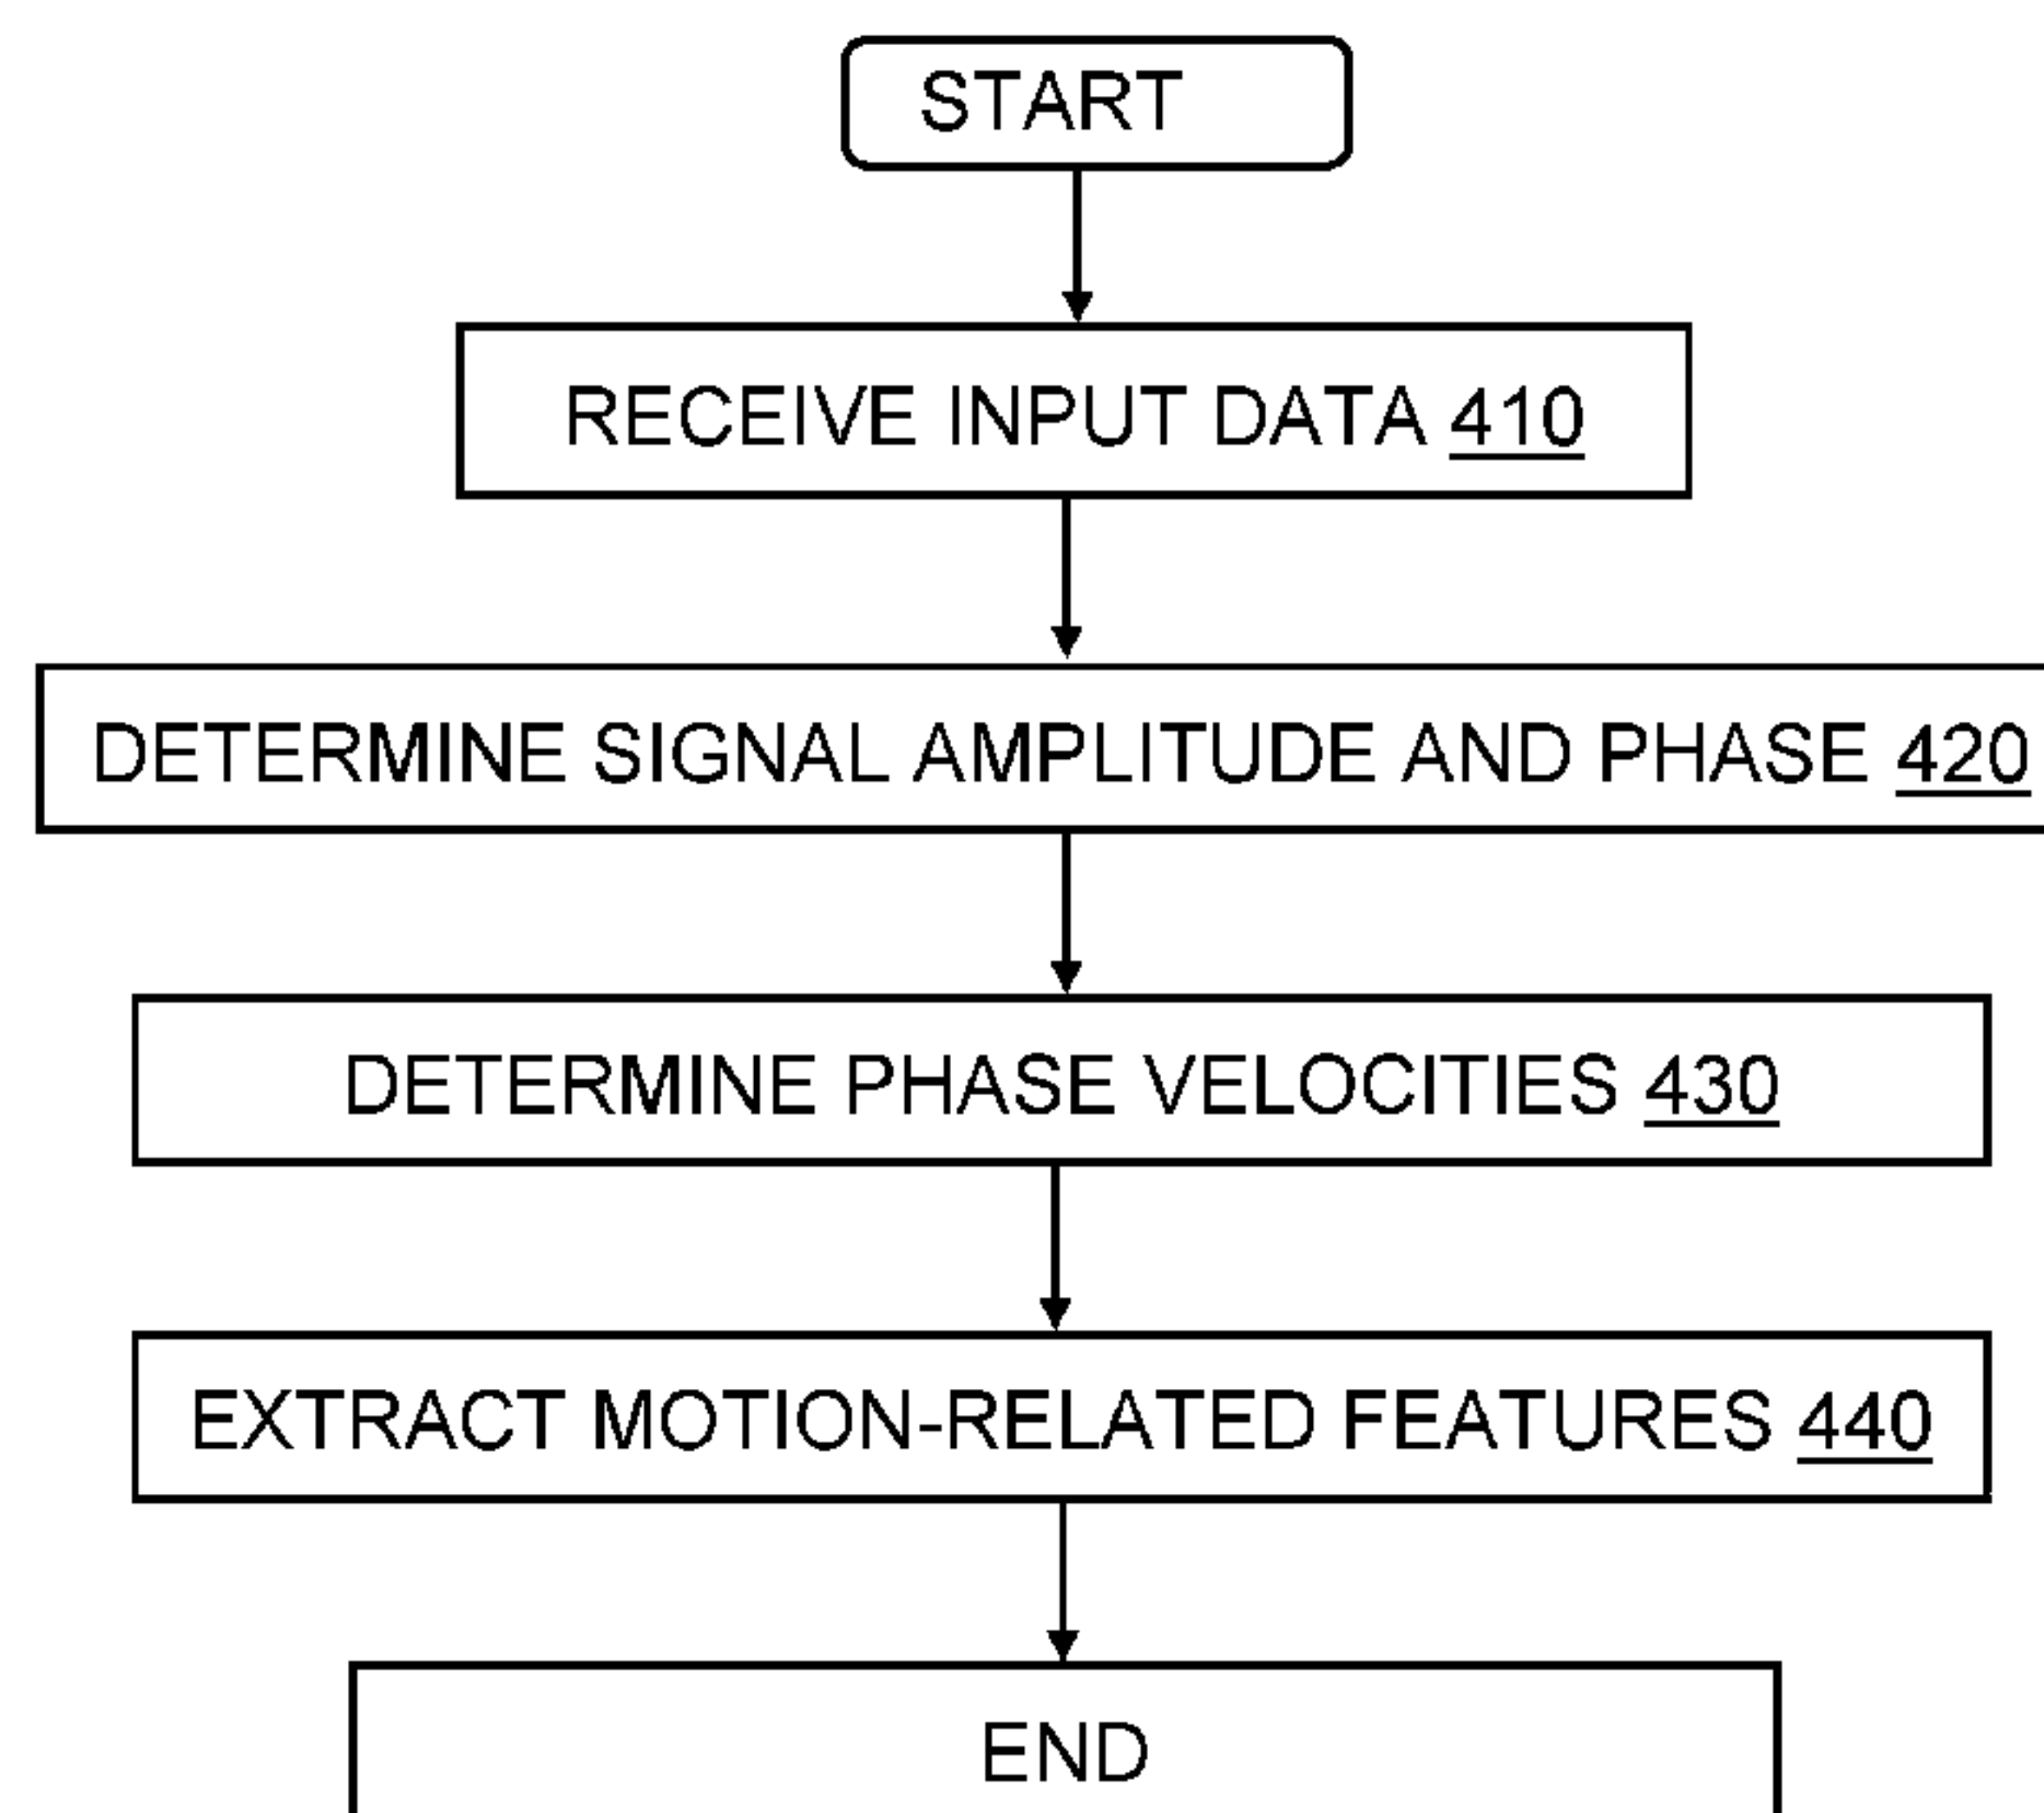 START
RECEIVE INPUT DATA 410
DETERMINE SIGNAL AMPLITUDE AND PHASE 420
DETERMINE PHASE VELOCITIES 430
EXTRACT MOTION-RELATED FEATURES 440
END